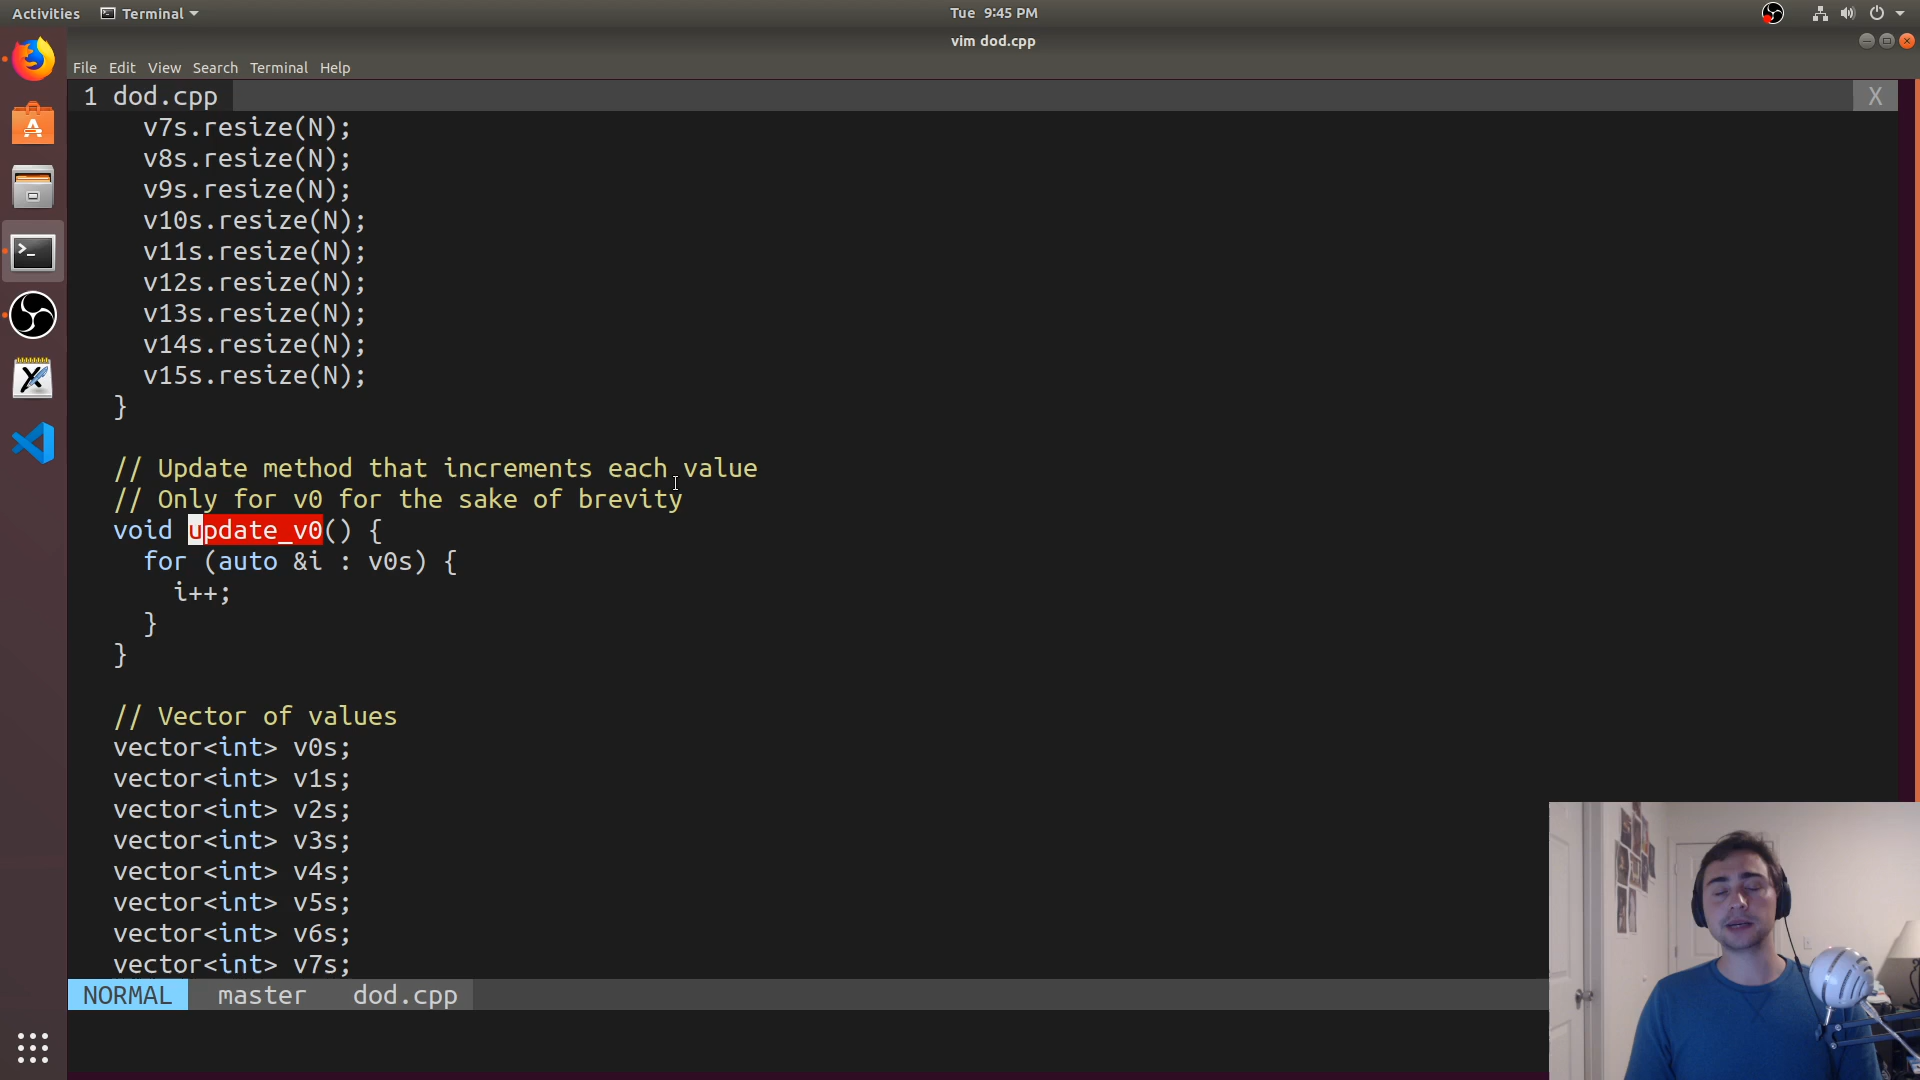 Activities Terminal Tue 9:45 PM
vim dod.cpp
File Edit View Search Terminal Help
1 dod.cpp X
v7s.resize(N);
v8s.resize(N);
v9s.resize(N);
v10s.resize(N);
v11s.resize(N);
v12s.resize(N);
v13s.resize(N);
v14s.resize(N);
v15s.resize(N);
}
// Update method that increments each value
// Only for v0 for the sake of brevity
void update_v0() {
for (auto &i : v0s) {
i++;
}
}
// Vector of values
vector<int> v0s;
vector<int> v1s;
vector<int> v2s;
vector<int> v3s;
vector<int> v4s;
vector<int> v5s;
vector<int> v6s;
vector<int> v7s;
NORMAL master dod.cpp